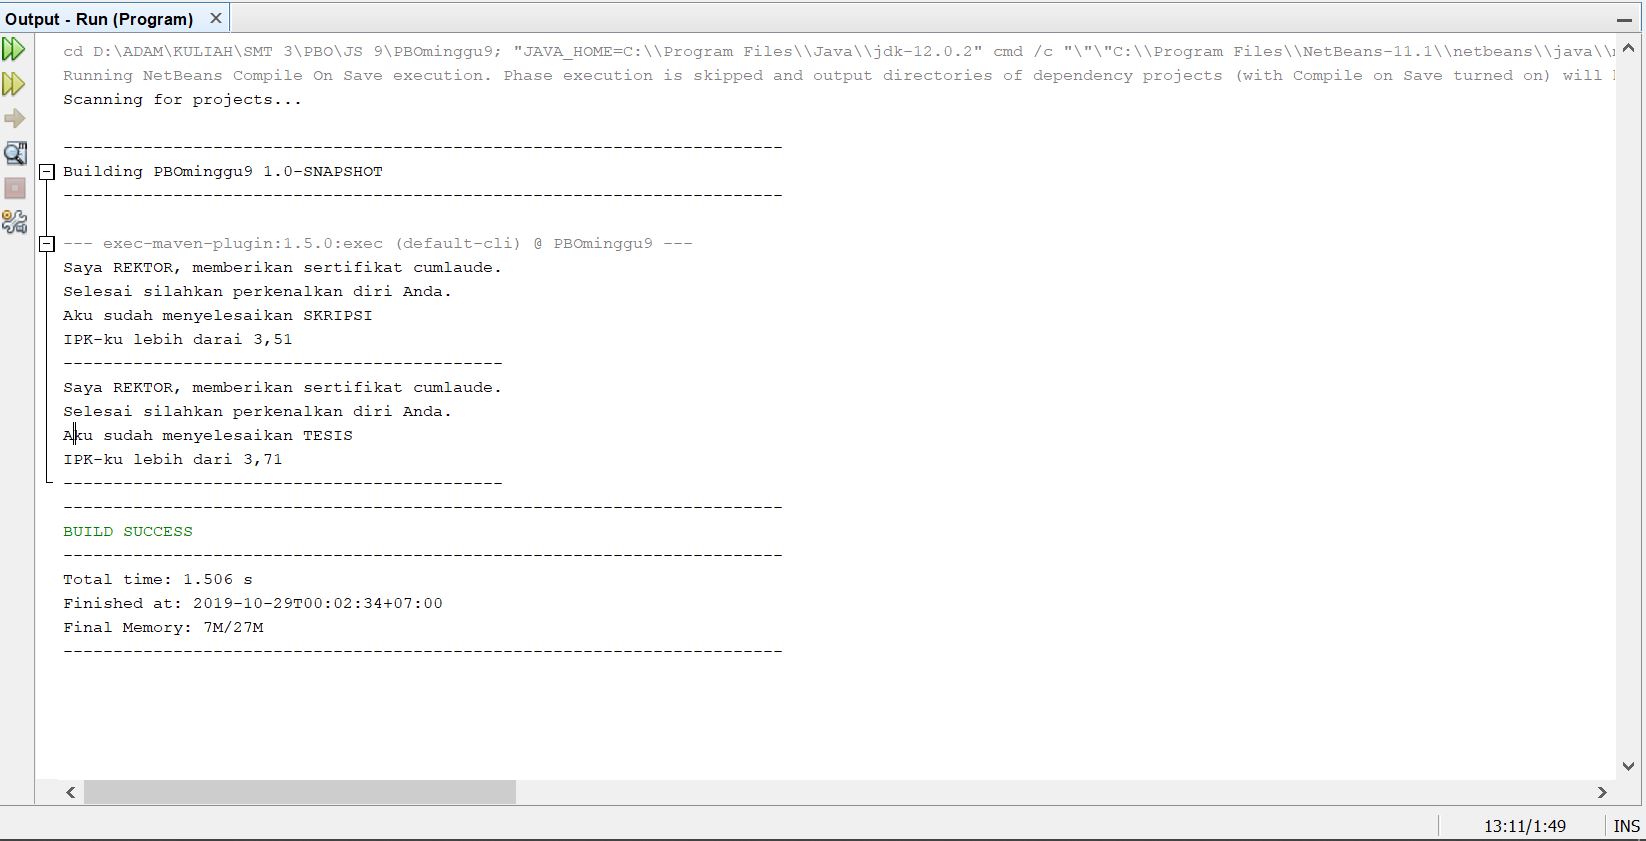 Output - Run (Program)
cd D:\ADAM\KULIAH\SMT 3\PBO\JS 9\PBOminggu9; "JAVA_HOME=C:\\Program Files\\Java\\jdk-12.0.2" cmd /c "\"\"C:\\Program Files\\NetBeans-11.1\\netbeans\\java\\
Running NetBeans Compile On Save execution. Phase execution is skipped and output directories of dependency projects (with Compile on Save turned on) will
Scanning for projects...
------------------------------------------------------------------------
Building PBOminggu9 1.0-SNAPSHOT
------------------------------------------------------------------------
--- exec-maven-plugin:1.5.0:exec (default-cli) @ PBOminggu9 ---
Saya REKTOR, memberikan sertifikat cumlaude.
Selesai silahkan perkenalkan diri Anda.
Aku sudah menyelesaikan SKRIPSI
IPK-ku lebih darai 3,51
--------------------------------------------
Saya REKTOR, memberikan sertifikat cumlaude.
Selesai silahkan perkenalkan diri Anda.
Aku sudah menyelesaikan TESIS
IPK-ku lebih dari 3,71
--------------------------------------------
------------------------------------------------------------------------
BUILD SUCCESS
------------------------------------------------------------------------
Total time: 1.506 s
Finished at: 2019-10-29T00:02:34+07:00
Final Memory: 7M/27M
------------------------------------------------------------------------
13:11/1:49
INS